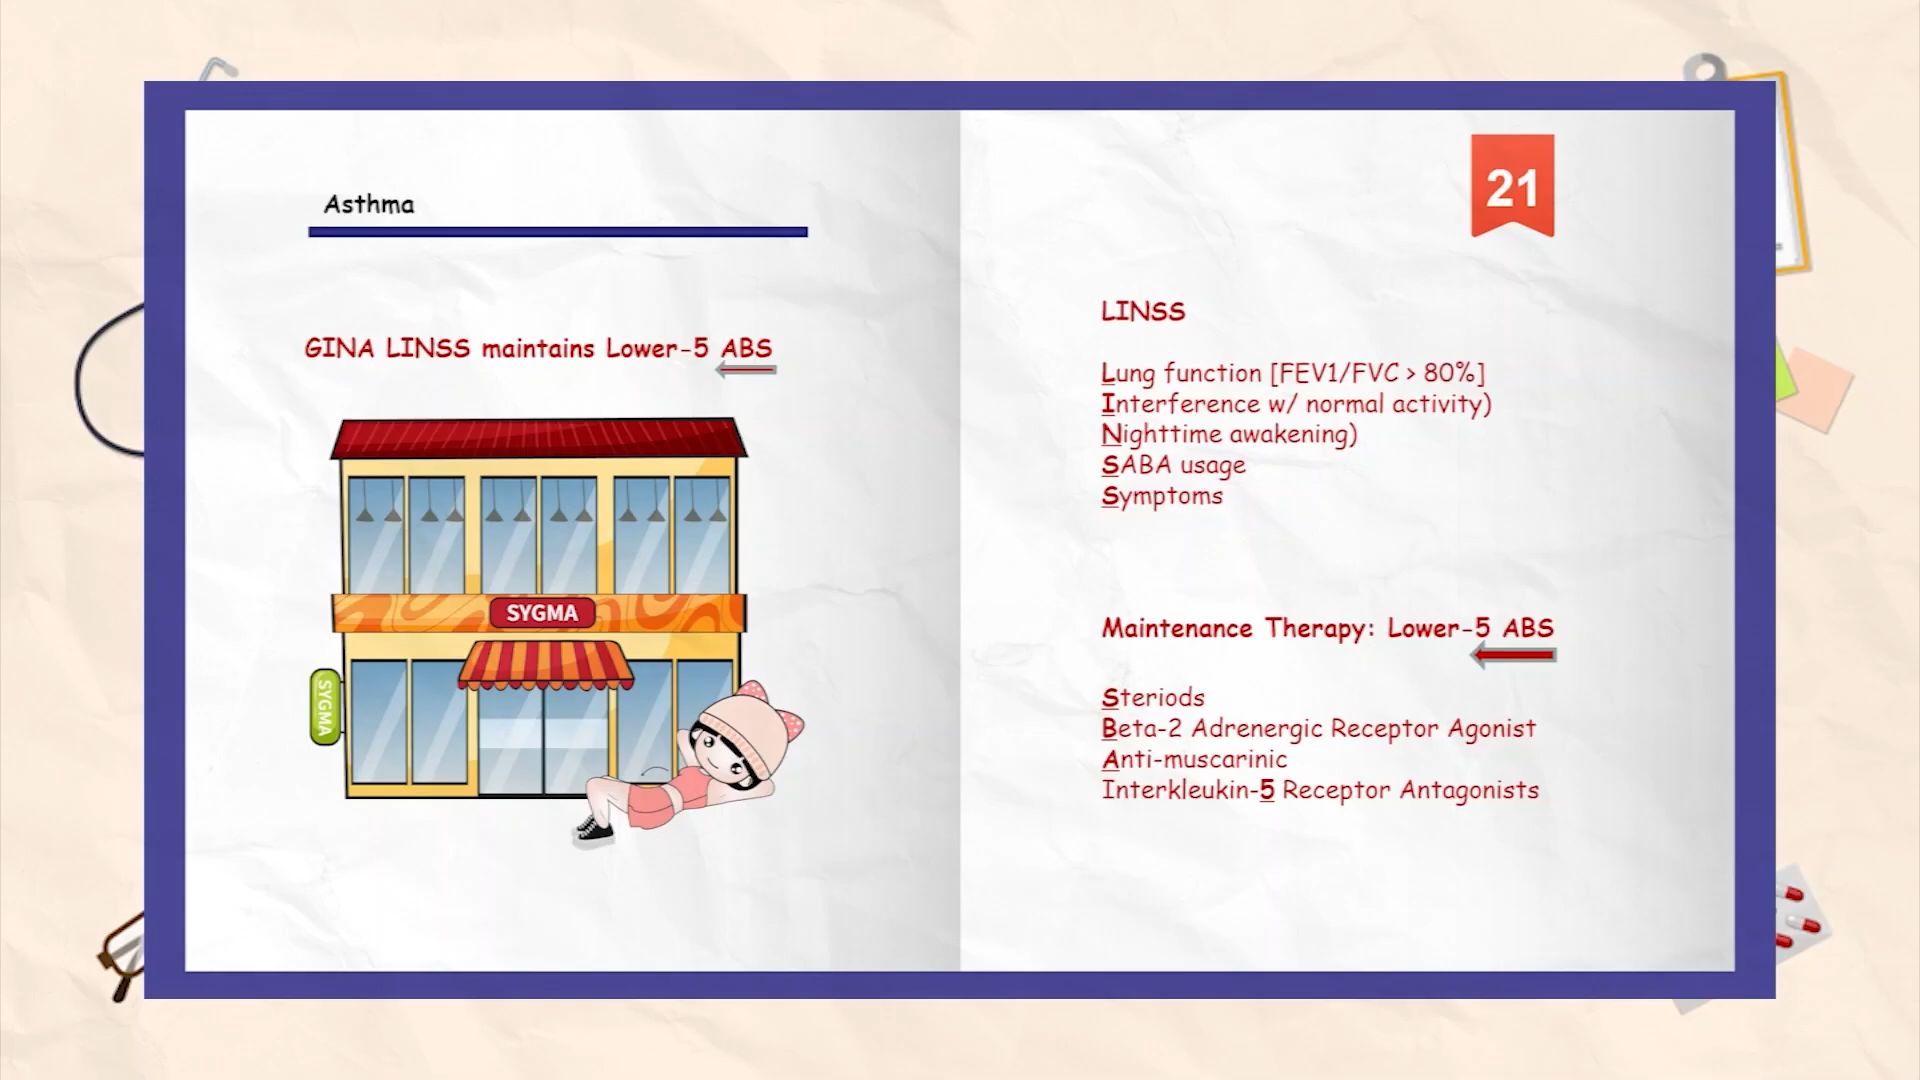 Asthma
GINA LINSS maintains Lower-5 ABS
SYGMA
SYGMA
21
LINSS
Lung function [FEV1/FVC > 80%]
Interference w/ normal activity)
Nighttime awakening)
SABA usage
Symptoms
Maintenance Therapy: Lower-5 ABS
Steriods
Beta-2 Adrenergic Receptor Agonist
Anti-muscarinic
Interkleukin-5 Receptor Antagonists